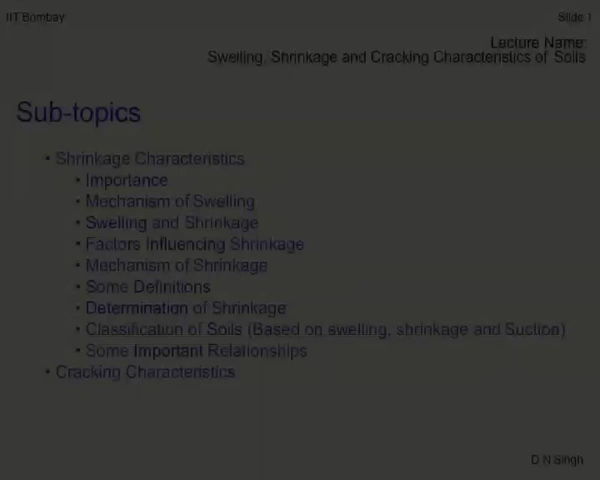 IIT Bombay
Slide 1
Lecture Name:
Swelling, Shrinkage and Cracking Characteristics of Soils
Sub-topics
• Shrinkage Characteristics
• Importance
• Mechanism of Swelling
• Swelling and Shrinkage
• Factors Influencing Shrinkage
• Mechanism of Shrinkage
• Some Definitions
• Determination of Shrinkage
• Classification of Soils (Based on swelling, shrinkage and Suction)
• Some Important Relationships
• Cracking Characteristics
D N Singh